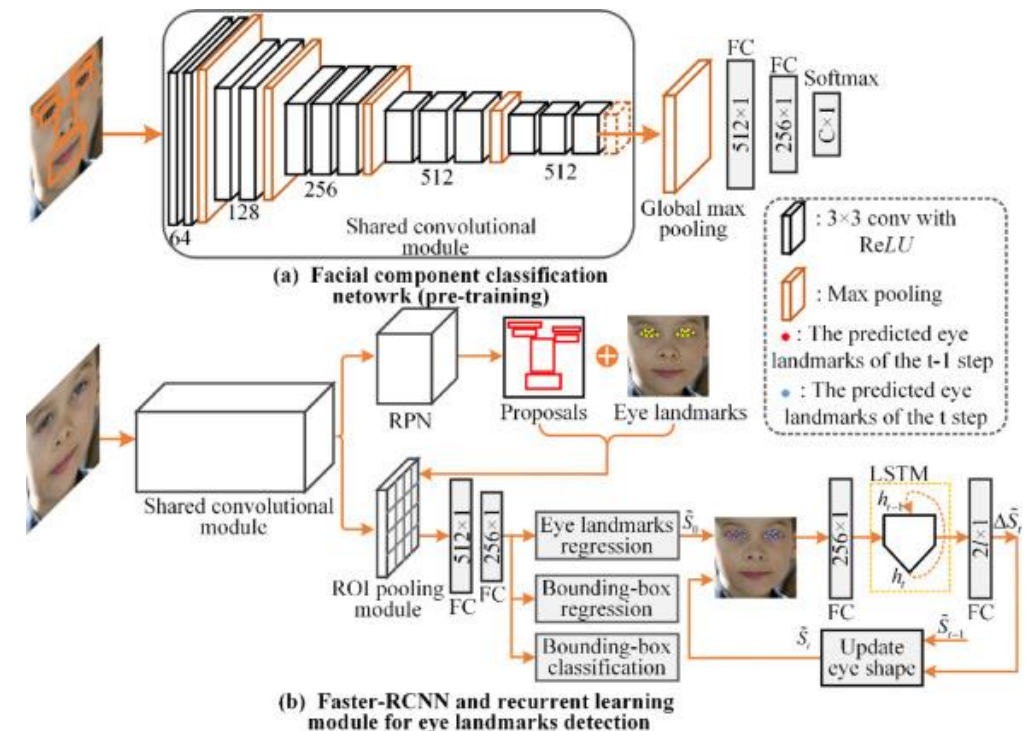 FC
FC
Softmax
512×1
256×1
C×1
64
128
256
512
512
Shared convolutional
module
Global max
pooling
(a) Facial component classification
netowrk (pre-training)
: 3×3 conv with
ReLU
: Max pooling
: The predicted eye
landmarks of the t-1 step
: The predicted eye
landmarks of the t step
RPN
Proposals
Eye landmarks
Shared convolutional
module
ROI pooling
module
512×1
256×1
FC
FC
Eye landmarks
regression
Bounding-box
regression
Bounding-box
classification
S̃₀
256×1
FC
LSTM
hₜ₋₁
hₜ
2l×1
FC
ΔS̃ₜ
S̃ₜ₋₁
S̃ₜ
Update
eye shape
(b) Faster-RCNN and recurrent learning
module for eye landmarks detection